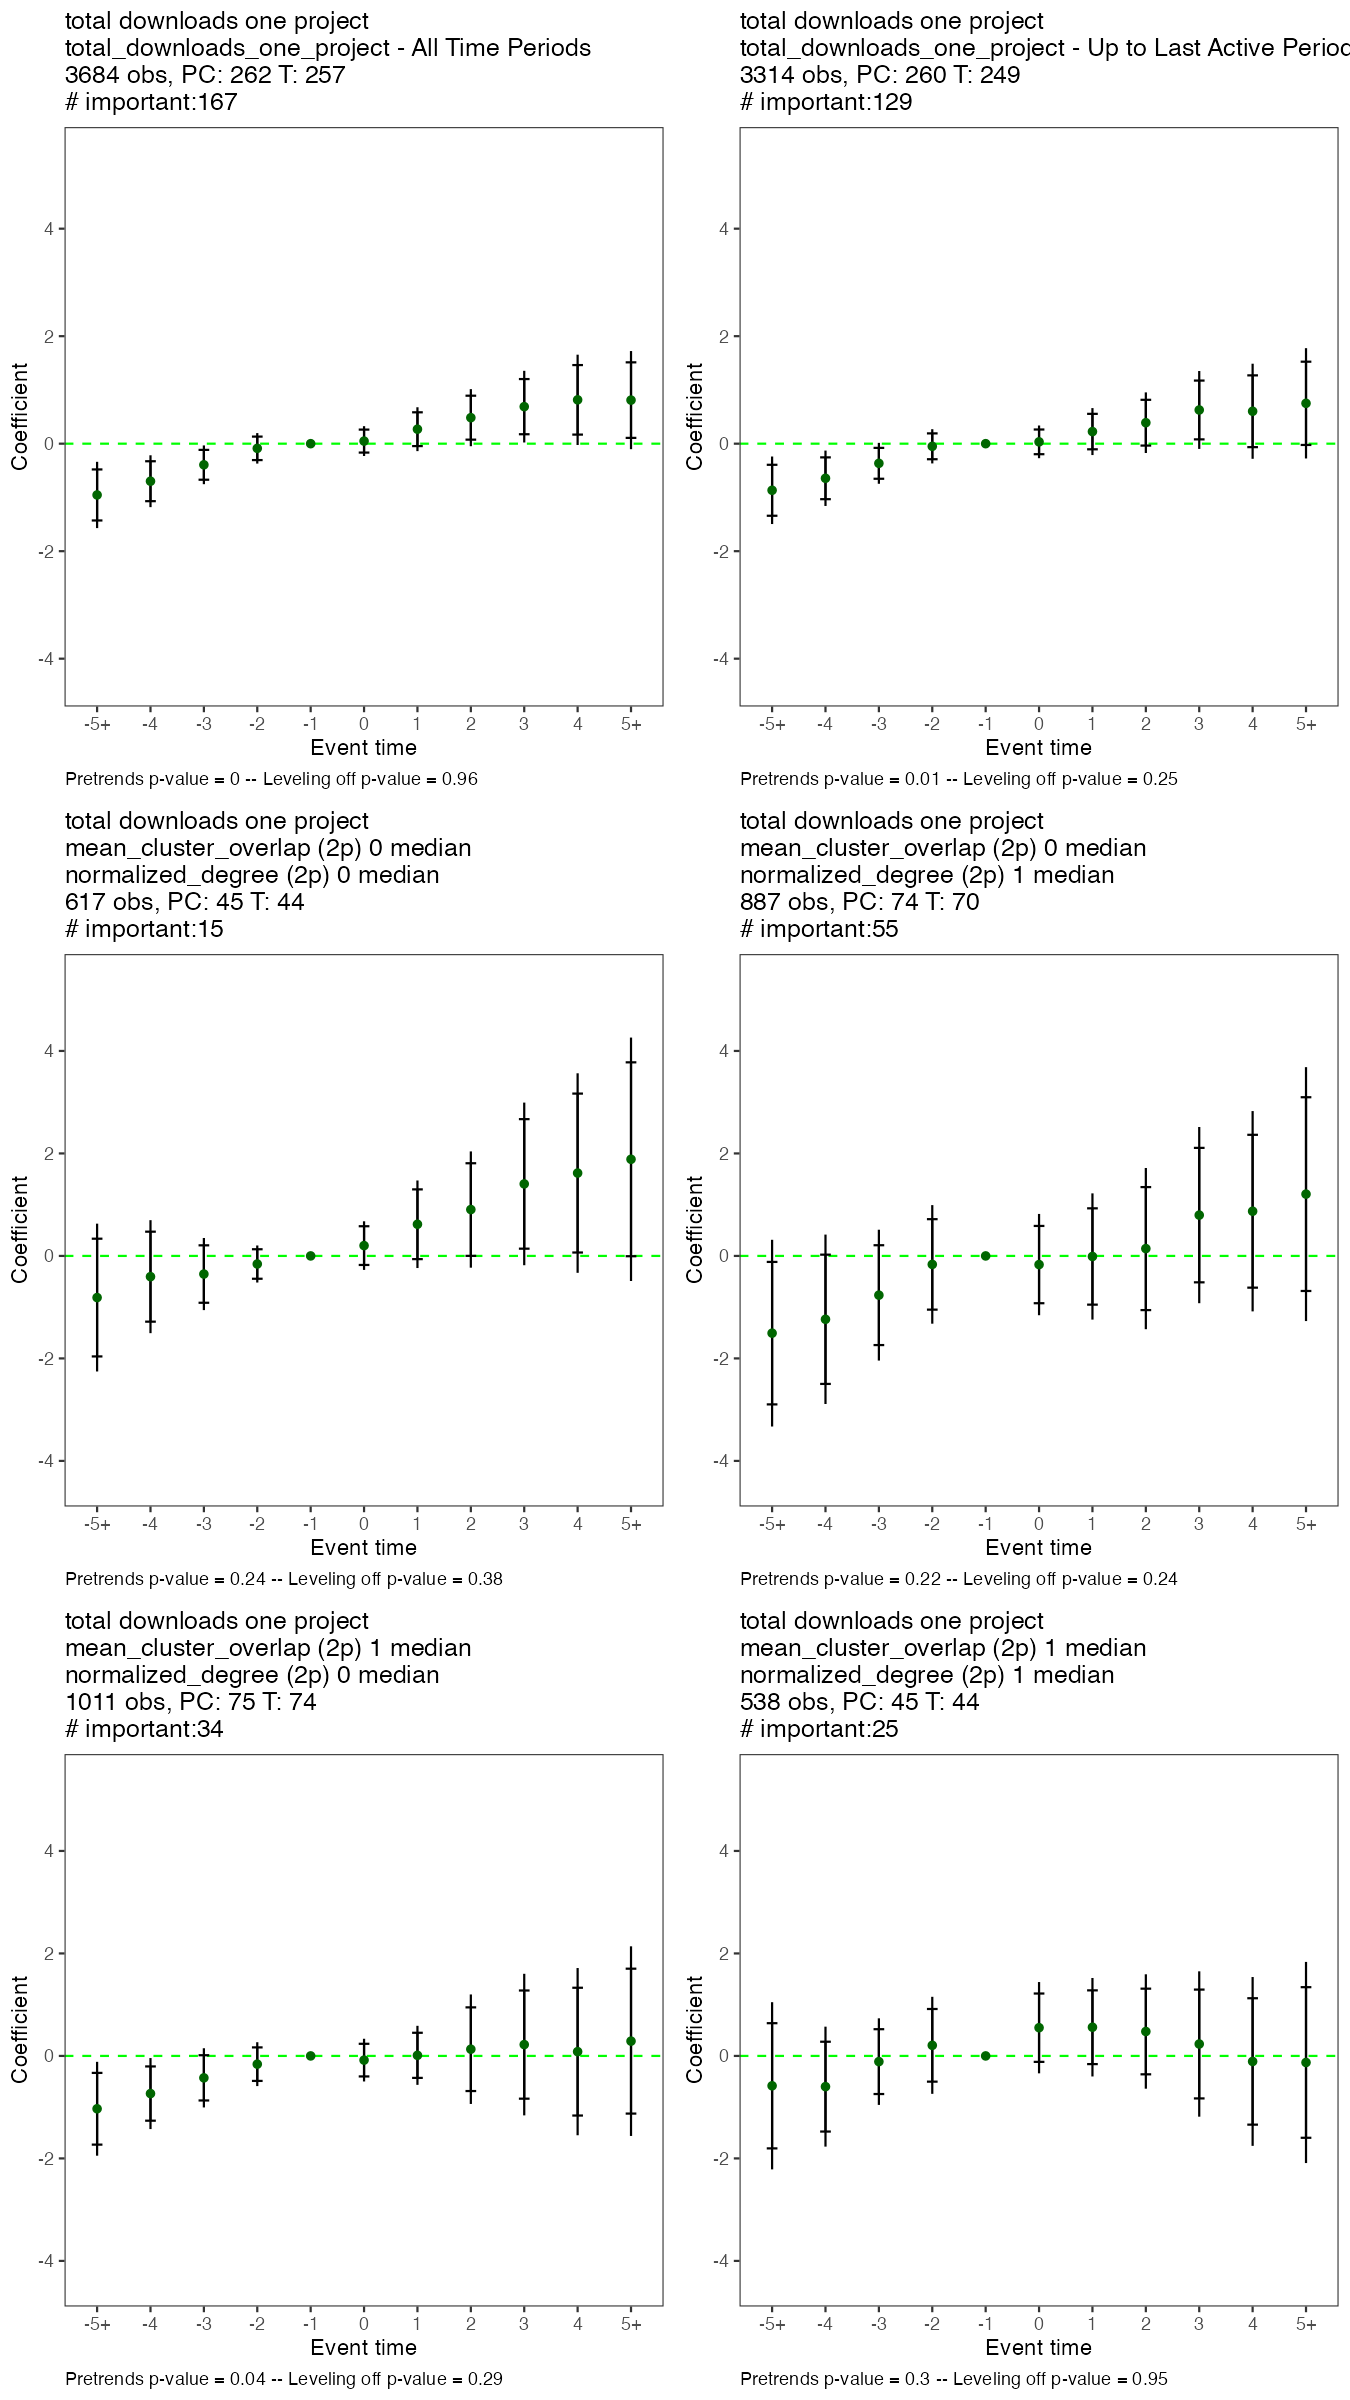 total downloads one project
total_downloads_one_project - All Time Periods
3684 obs, PC: 262 T: 257
# important:167
Coefficient
4
2
0
-2
-4
-5+ -4 -3 -2 -1 0 1 2 3 4 5+
Event time
Pretrends p-value = 0 -- Leveling off p-value = 0.96
total downloads one project
total_downloads_one_project - Up to Last Active Period
3314 obs, PC: 260 T: 249
# important:129
Coefficient
4
2
0
-2
-4
-5+ -4 -3 -2 -1 0 1 2 3 4 5+
Event time
Pretrends p-value = 0.01 -- Leveling off p-value = 0.25
total downloads one project
mean_cluster_overlap (2p) 0 median
normalized_degree (2p) 0 median
617 obs, PC: 45 T: 44
# important:15
Coefficient
4
2
0
-2
-4
-5+ -4 -3 -2 -1 0 1 2 3 4 5+
Event time
Pretrends p-value = 0.24 -- Leveling off p-value = 0.38
total downloads one project
mean_cluster_overlap (2p) 0 median
normalized_degree (2p) 1 median
887 obs, PC: 74 T: 70
# important:55
Coefficient
4
2
0
-2
-4
-5+ -4 -3 -2 -1 0 1 2 3 4 5+
Event time
Pretrends p-value = 0.22 -- Leveling off p-value = 0.24
total downloads one project
mean_cluster_overlap (2p) 1 median
normalized_degree (2p) 0 median
1011 obs, PC: 75 T: 74
# important:34
Coefficient
4
2
0
-2
-4
-5+ -4 -3 -2 -1 0 1 2 3 4 5+
Event time
Pretrends p-value = 0.04 -- Leveling off p-value = 0.29
total downloads one project
mean_cluster_overlap (2p) 1 median
normalized_degree (2p) 1 median
538 obs, PC: 45 T: 44
# important:25
Coefficient
4
2
0
-2
-4
-5+ -4 -3 -2 -1 0 1 2 3 4 5+
Event time
Pretrends p-value = 0.3 -- Leveling off p-value = 0.95